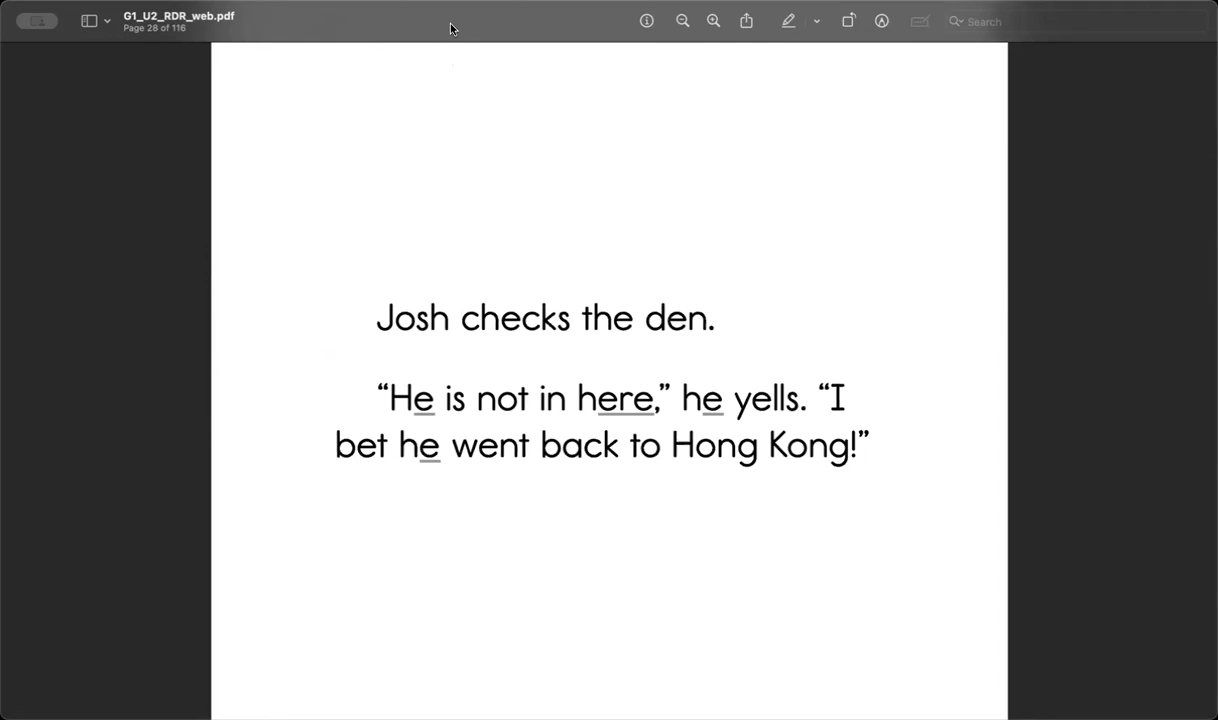 G1_U2_RDR_web.pdf
Page 28 of 116
Search
Josh checks the den.
“He is not in here,” he yells. “I
bet he went back to Hong Kong!”